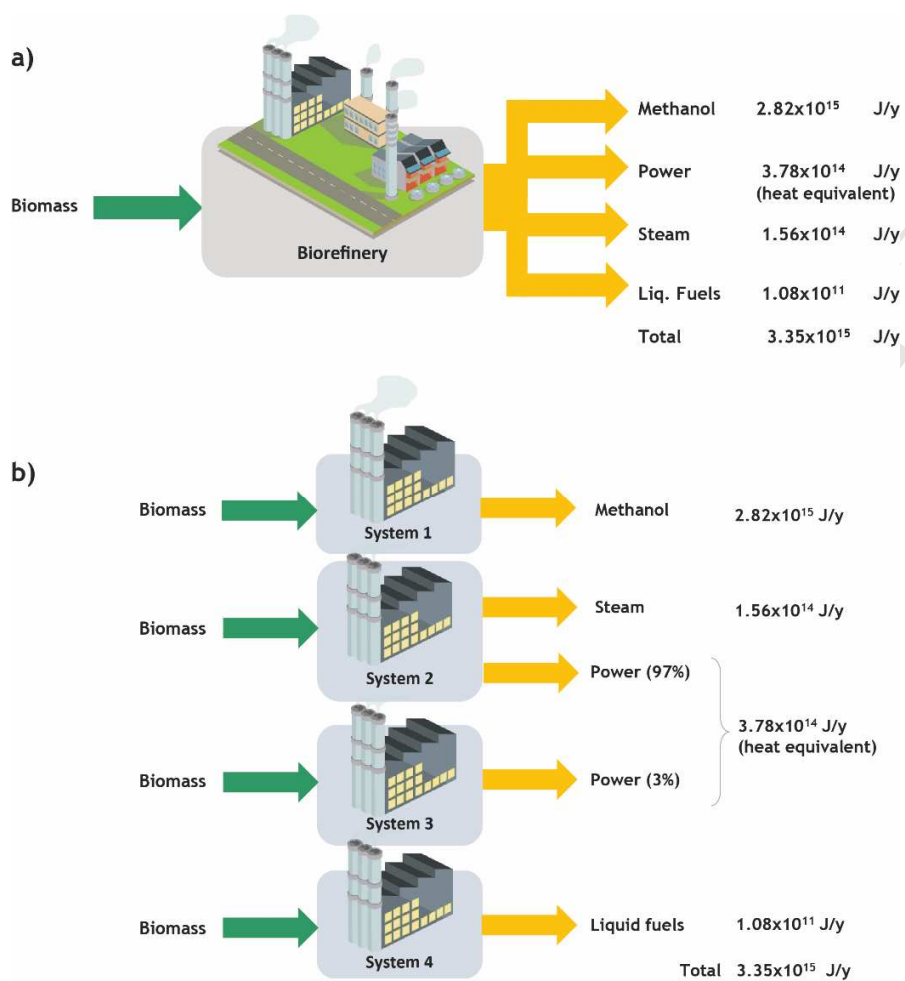 a)
Methanol 2.82x10¹⁵ J/y
Power 3.78x10¹⁴ J/y
(heat equivalent)
Biomass
Steam 1.56x10¹⁴ J/y
Biorefinery
Liq. Fuels 1.08x10¹¹ J/y
Total 3.35x10¹⁵ J/y
b)
Biomass
System 1
Methanol 2.82x10¹⁵ J/y
Biomass
System 2
Steam 1.56x10¹⁴ J/y
Power (97%)
3.78x10¹⁴ J/y
(heat equivalent)
Biomass
System 3
Power (3%)
Biomass
System 4
Liquid fuels 1.08x10¹¹ J/y
Total 3.35x10¹⁵ J/y